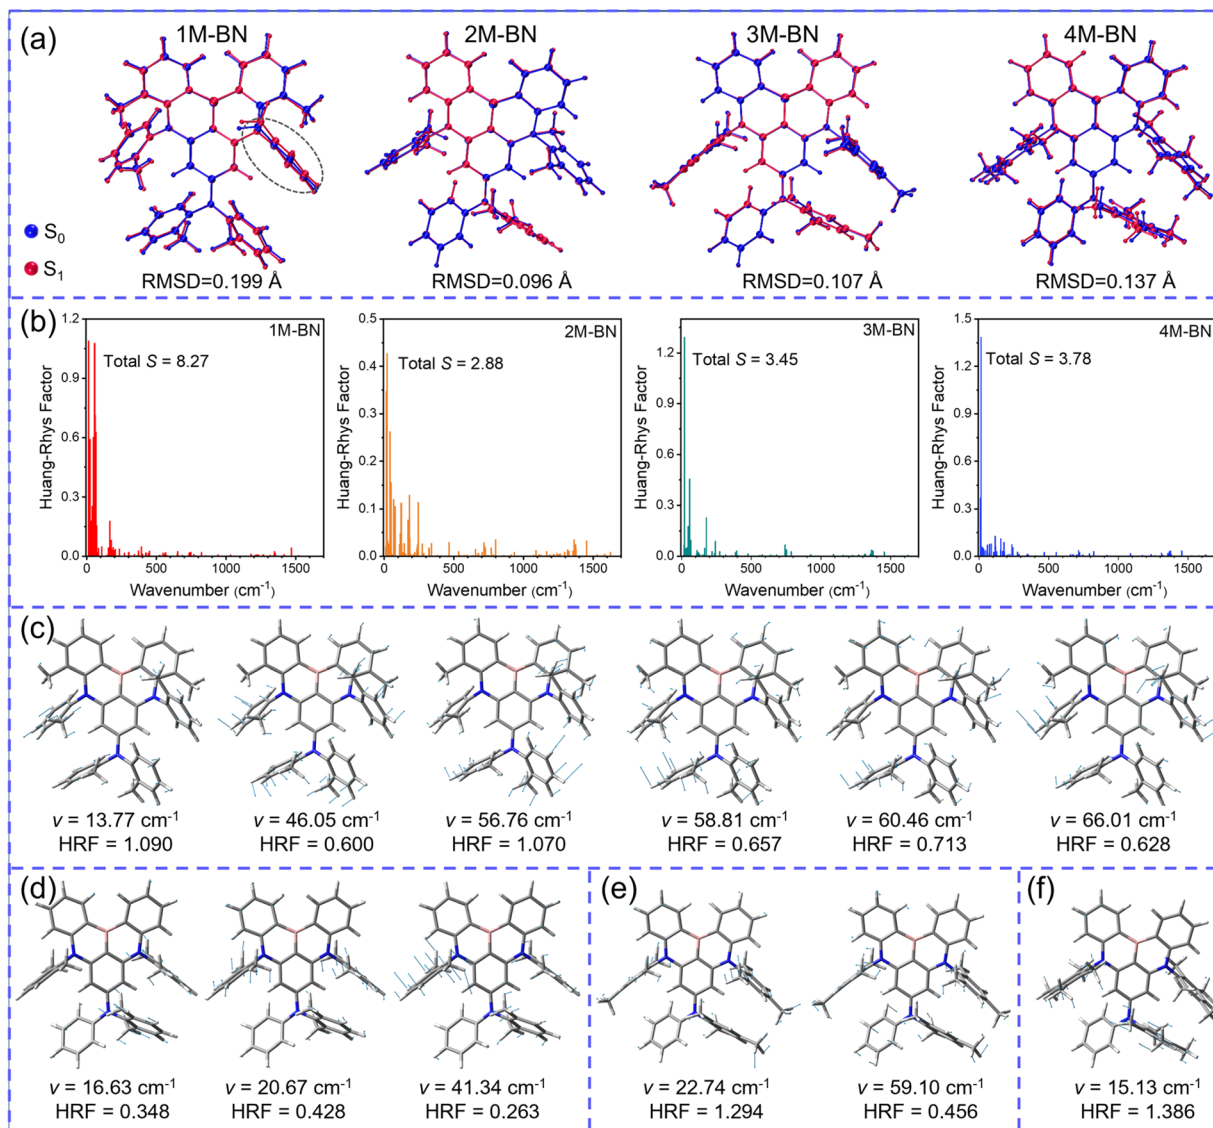 (a)
1M-BN
2M-BN
3M-BN
4M-BN
S0
S1
RMSD=0.199 Å
RMSD=0.096 Å
RMSD=0.107 Å
RMSD=0.137 Å
(b)
1.2
0.9
0.6
0.3
0.0
Huang-Rhys Factor
1M-BN
Total S = 8.27
0 500 1000 1500
Wavenumber (cm-1)
0.5
0.4
0.3
0.2
0.1
0.0
Huang-Rhys Factor
2M-BN
Total S = 2.88
0 500 1000 1500
Wavenumber (cm-1)
1.2
0.9
0.6
0.3
0.0
Huang-Rhys Factor
3M-BN
Total S = 3.45
0 500 1000 1500
Wavenumber (cm-1)
1.5
1.2
0.9
0.6
0.3
0.0
Huang-Rhys Factor
4M-BN
Total S = 3.78
0 500 1000 1500
Wavenumber (cm-1)
(c)
v = 13.77 cm-1
HRF = 1.090
v = 46.05 cm-1
HRF = 0.600
v = 56.76 cm-1
HRF = 1.070
v = 58.81 cm-1
HRF = 0.657
v = 60.46 cm-1
HRF = 0.713
v = 66.01 cm-1
HRF = 0.628
(d)
v = 16.63 cm-1
HRF = 0.348
v = 20.67 cm-1
HRF = 0.428
v = 41.34 cm-1
HRF = 0.263
(e)
v = 22.74 cm-1
HRF = 1.294
v = 59.10 cm-1
HRF = 0.456
(f)
v = 15.13 cm-1
HRF = 1.386